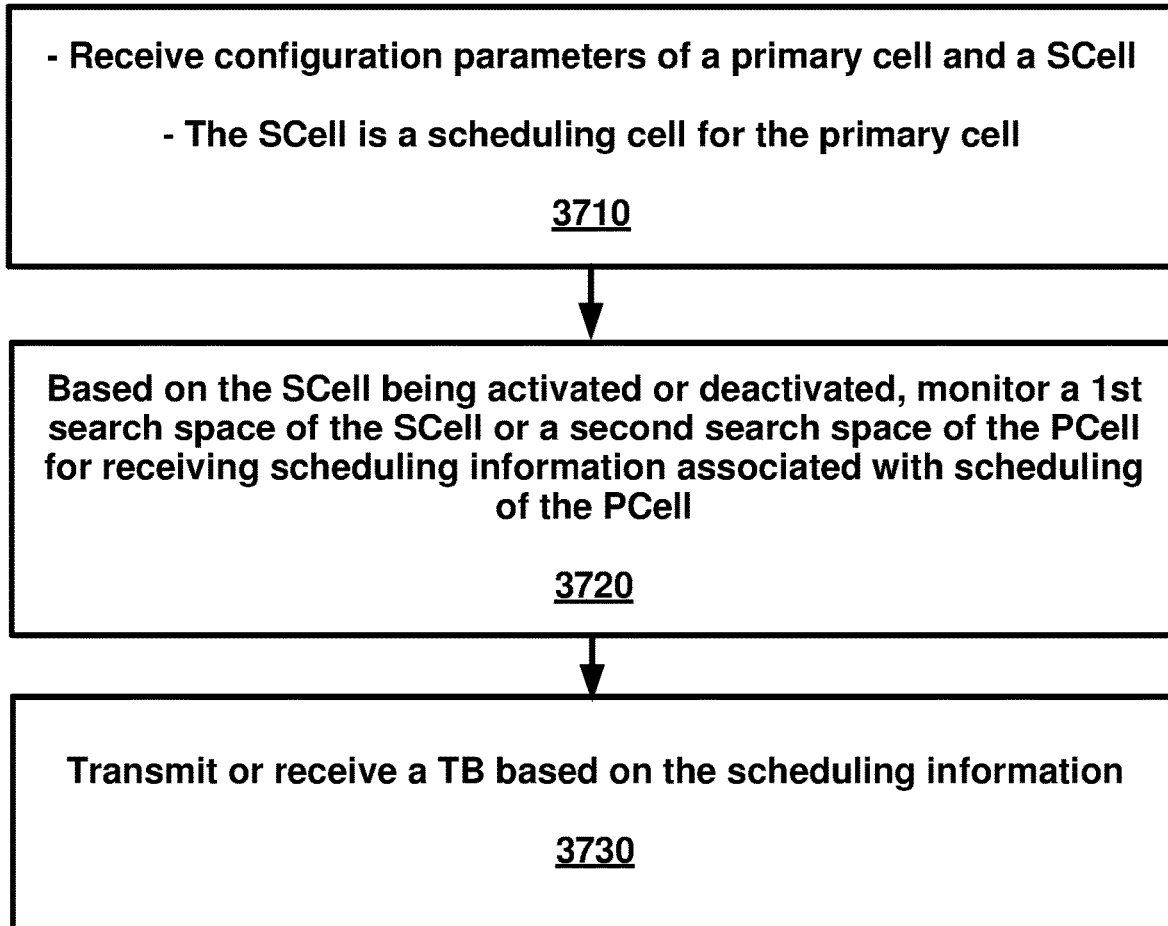 - Receive configuration parameters of a primary cell and a SCell
- The SCell is a scheduling cell for the primary cell
3710
Based on the SCell being activated or deactivated, monitor a 1st
search space of the SCell or a second search space of the PCell
for receiving scheduling information associated with scheduling
of the PCell
3720
Transmit or receive a TB based on the scheduling information
3730